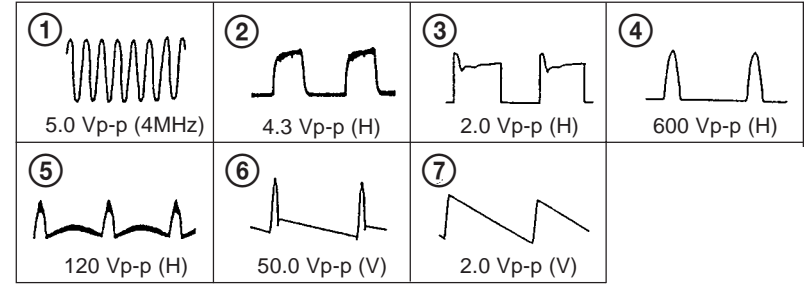 1 2 3 4
5.0 Vp-p (4MHz) 4.3 Vp-p (H) 2.0 Vp-p (H) 600 Vp-p (H)
5 6 7
120 Vp-p (H) 50.0 Vp-p (V) 2.0 Vp-p (V)